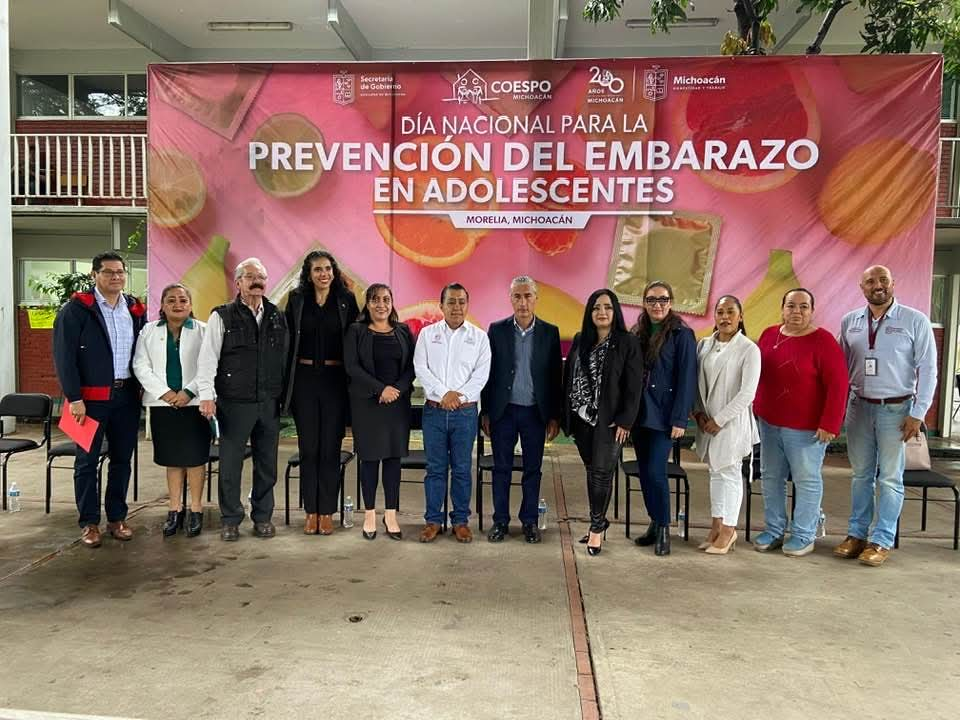 Secretaría
de Gobierno
COESPO
MICHOACÁN
200
AÑOS
MICHOACÁN
Michoacán
DÍA NACIONAL PARA LA
PREVENCIÓN DEL EMBARAZO
EN ADOLESCENTES
MORELIA, MICHOACÁN